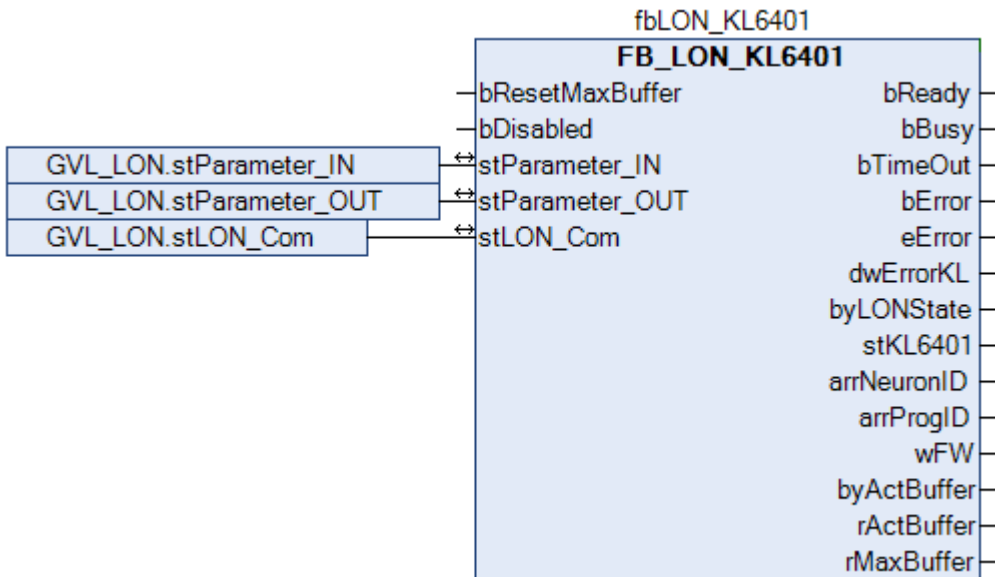 fbLON_KL6401
FB_LON_KL6401
bResetMaxBuffer bReady
bDisabled bBusy
GVL_LON.stParameter_IN stParameter_IN bTimeOut
GVL_LON.stParameter_OUT stParameter_OUT bError
GVL_LON.stLON_Com stLON_Com eError
dwErrorKL
byLONState
stKL6401
arrNeuronID
arrProgID
wFW
byActBuffer
rActBuffer
rMaxBuffer